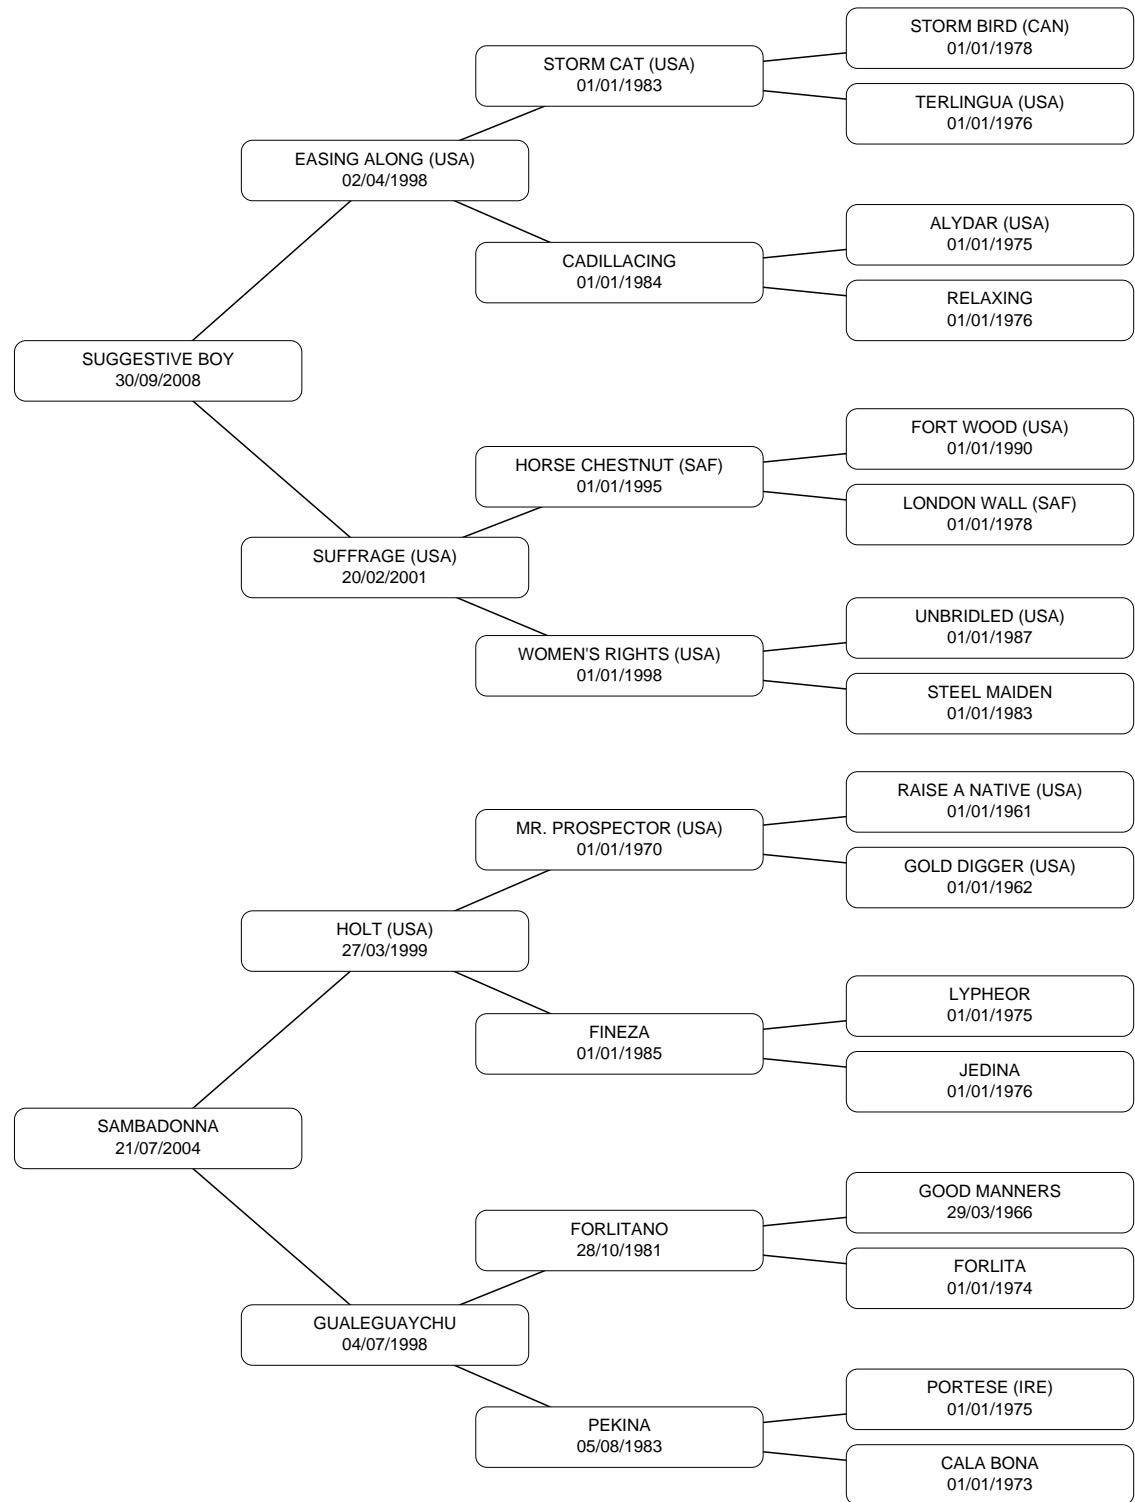 STORM BIRD (CAN)
01/01/1978
STORM CAT (USA)
01/01/1983
TERLINGUA (USA)
01/01/1976
EASING ALONG (USA)
02/04/1998
ALYDAR (USA)
01/01/1975
CADILLACING
01/01/1984
RELAXING
01/01/1976
SUGGESTIVE BOY
30/09/2008
FORT WOOD (USA)
01/01/1990
HORSE CHESTNUT (SAF)
01/01/1995
LONDON WALL (SAF)
01/01/1978
SUFFRAGE (USA)
20/02/2001
UNBRIDLED (USA)
01/01/1987
WOMEN'S RIGHTS (USA)
01/01/1998
STEEL MAIDEN
01/01/1983
RAISE A NATIVE (USA)
01/01/1961
MR. PROSPECTOR (USA)
01/01/1970
GOLD DIGGER (USA)
01/01/1962
HOLT (USA)
27/03/1999
LYPHEOR
01/01/1975
FINEZA
01/01/1985
JEDINA
01/01/1976
SAMBADONNA
21/07/2004
GOOD MANNERS
29/03/1966
FORLITANO
28/10/1981
FORLITA
01/01/1974
GUALEGUAYCHU
04/07/1998
PORTESE (IRE)
01/01/1975
PEKINA
05/08/1983
CALA BONA
01/01/1973